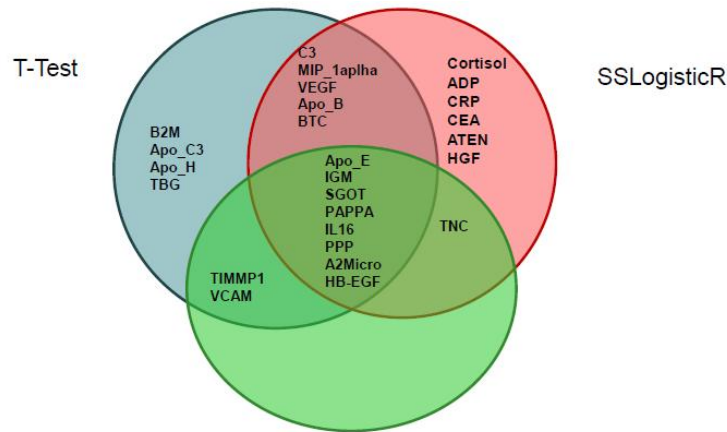 T-Test
SSLogisticR
C3
MIP_1aplha
VEGF
Apo_B
BTC
Cortisol
ADP
CRP
CEA
ATEN
HGF
B2M
Apo_C3
Apo_H
TBG
Apo_E
IGM
SGOT
PAPPA
IL16
PPP
A2Micro
HB-EGF
TNC
TIMMP1
VCAM